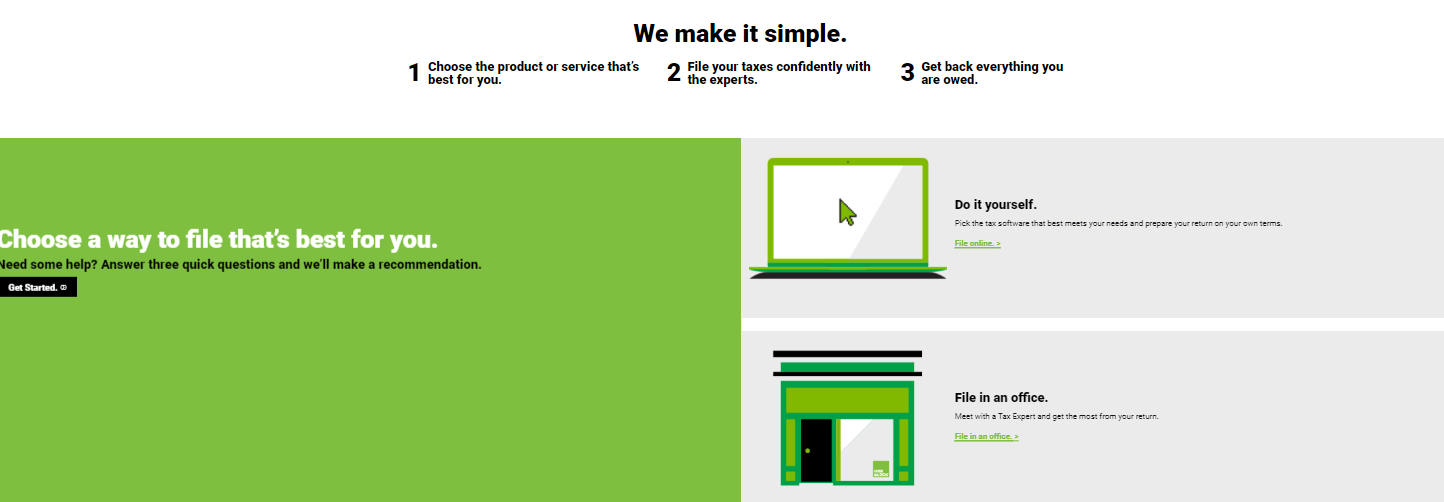 We make it simple.
1 Choose the product or service that's
best for you.
2 File your taxes confidently with
the experts.
3 Get back everything you
are owed.
Choose a way to file that's best for you.
Need some help? Answer three quick questions and we'll make a recommendation.
Get Started.
Do it yourself.
Pick the tax software that best meets your needs and prepare your return on your own terms.
File online. >
File in an office.
Meet with a Tax Expert and get the most from your return.
File in an office. >